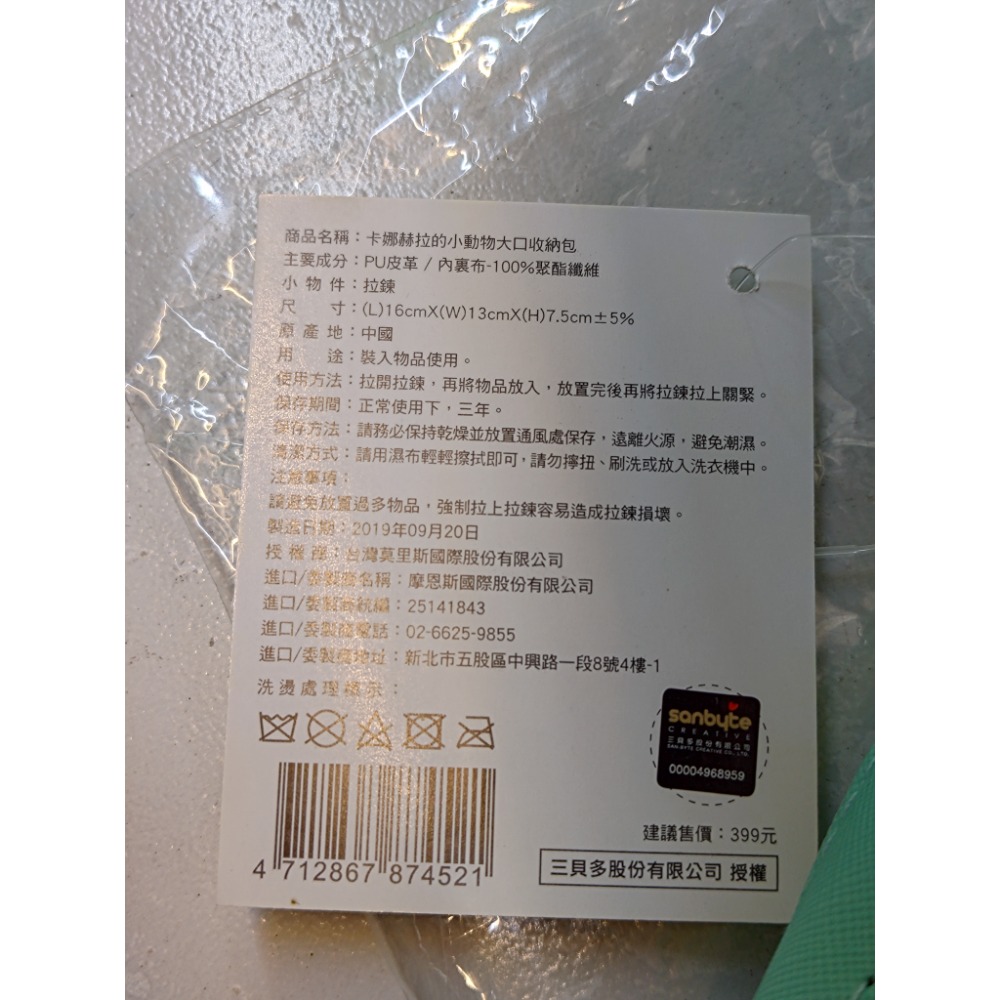 商品名稱：卡娜赫拉的小動物大口收納包
主要成分：PU皮革 / 內裏布-100%聚酯纖維
小 物 件：拉鍊
尺　　寸：(L)16cmX(W)13cmX(H)7.5cm±5%
原 產 地：中國
用　　途：裝入物品使用。
使用方法：拉開拉鍊，再將物品放入，放置完後再將拉鍊拉上關緊。
保存期間：正常使用下，三年。
保存方法：請務必保持乾燥並放置通風處保存，遠離火源，避免潮濕。
清潔方式：請用濕布輕輕擦拭即可，請勿擰扭、刷洗或放入洗衣機中。
注意事項：
請避免放置過多物品，強制拉上拉鍊容易造成拉鍊損壞。
製造日期：2019年09月20日
授 權 商：台灣莫里斯國際股份有限公司
進口/委製商名稱：摩恩斯國際股份有限公司
進口/委製商統編：25141843
進口/委製商電話：02-6625-9855
進口/委製商地址：新北市五股區中興路一段8號4樓-1
洗 燙 處 理 標 示 ：
sanbyte
CREATIVE
三貝多股份有限公司
SAN-BYTE CREATIVE CO., LTD.
00004968959
建議售價：399元
4 712867 874521
三貝多股份有限公司 授權